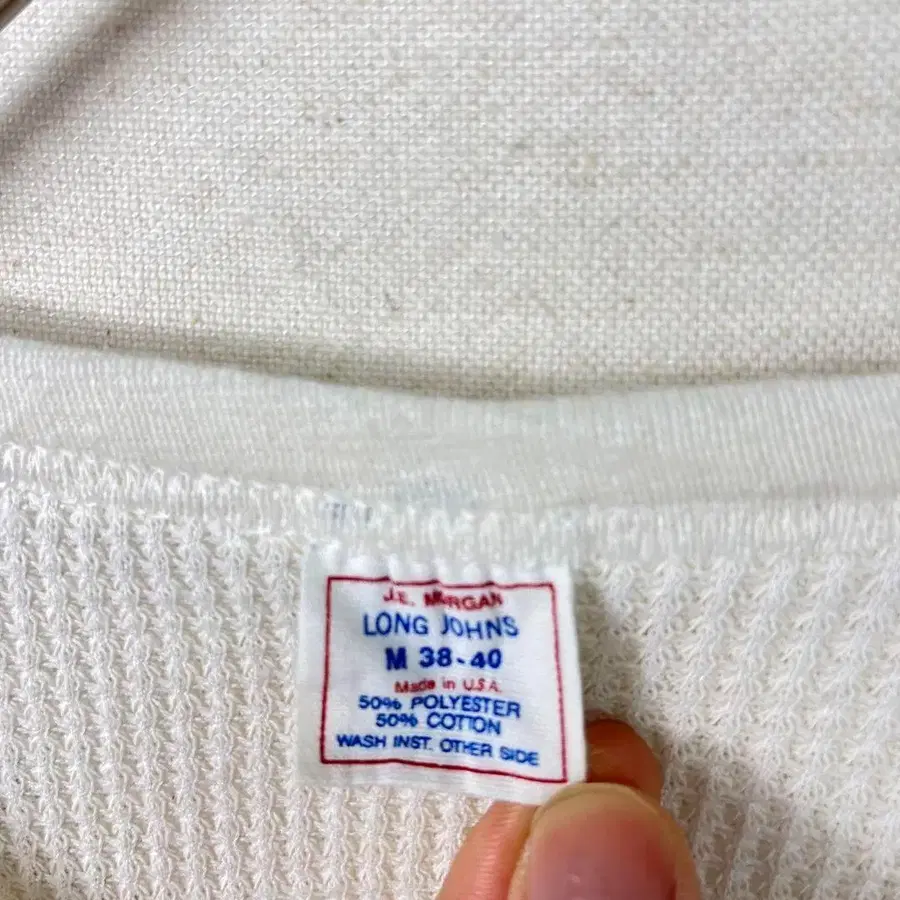 J.E. MORGAN
LONG JOHNS
M 38-40
Made in U.S.A.
50% POLYESTER
50% COTTON
WASH INST. OTHER SIDE